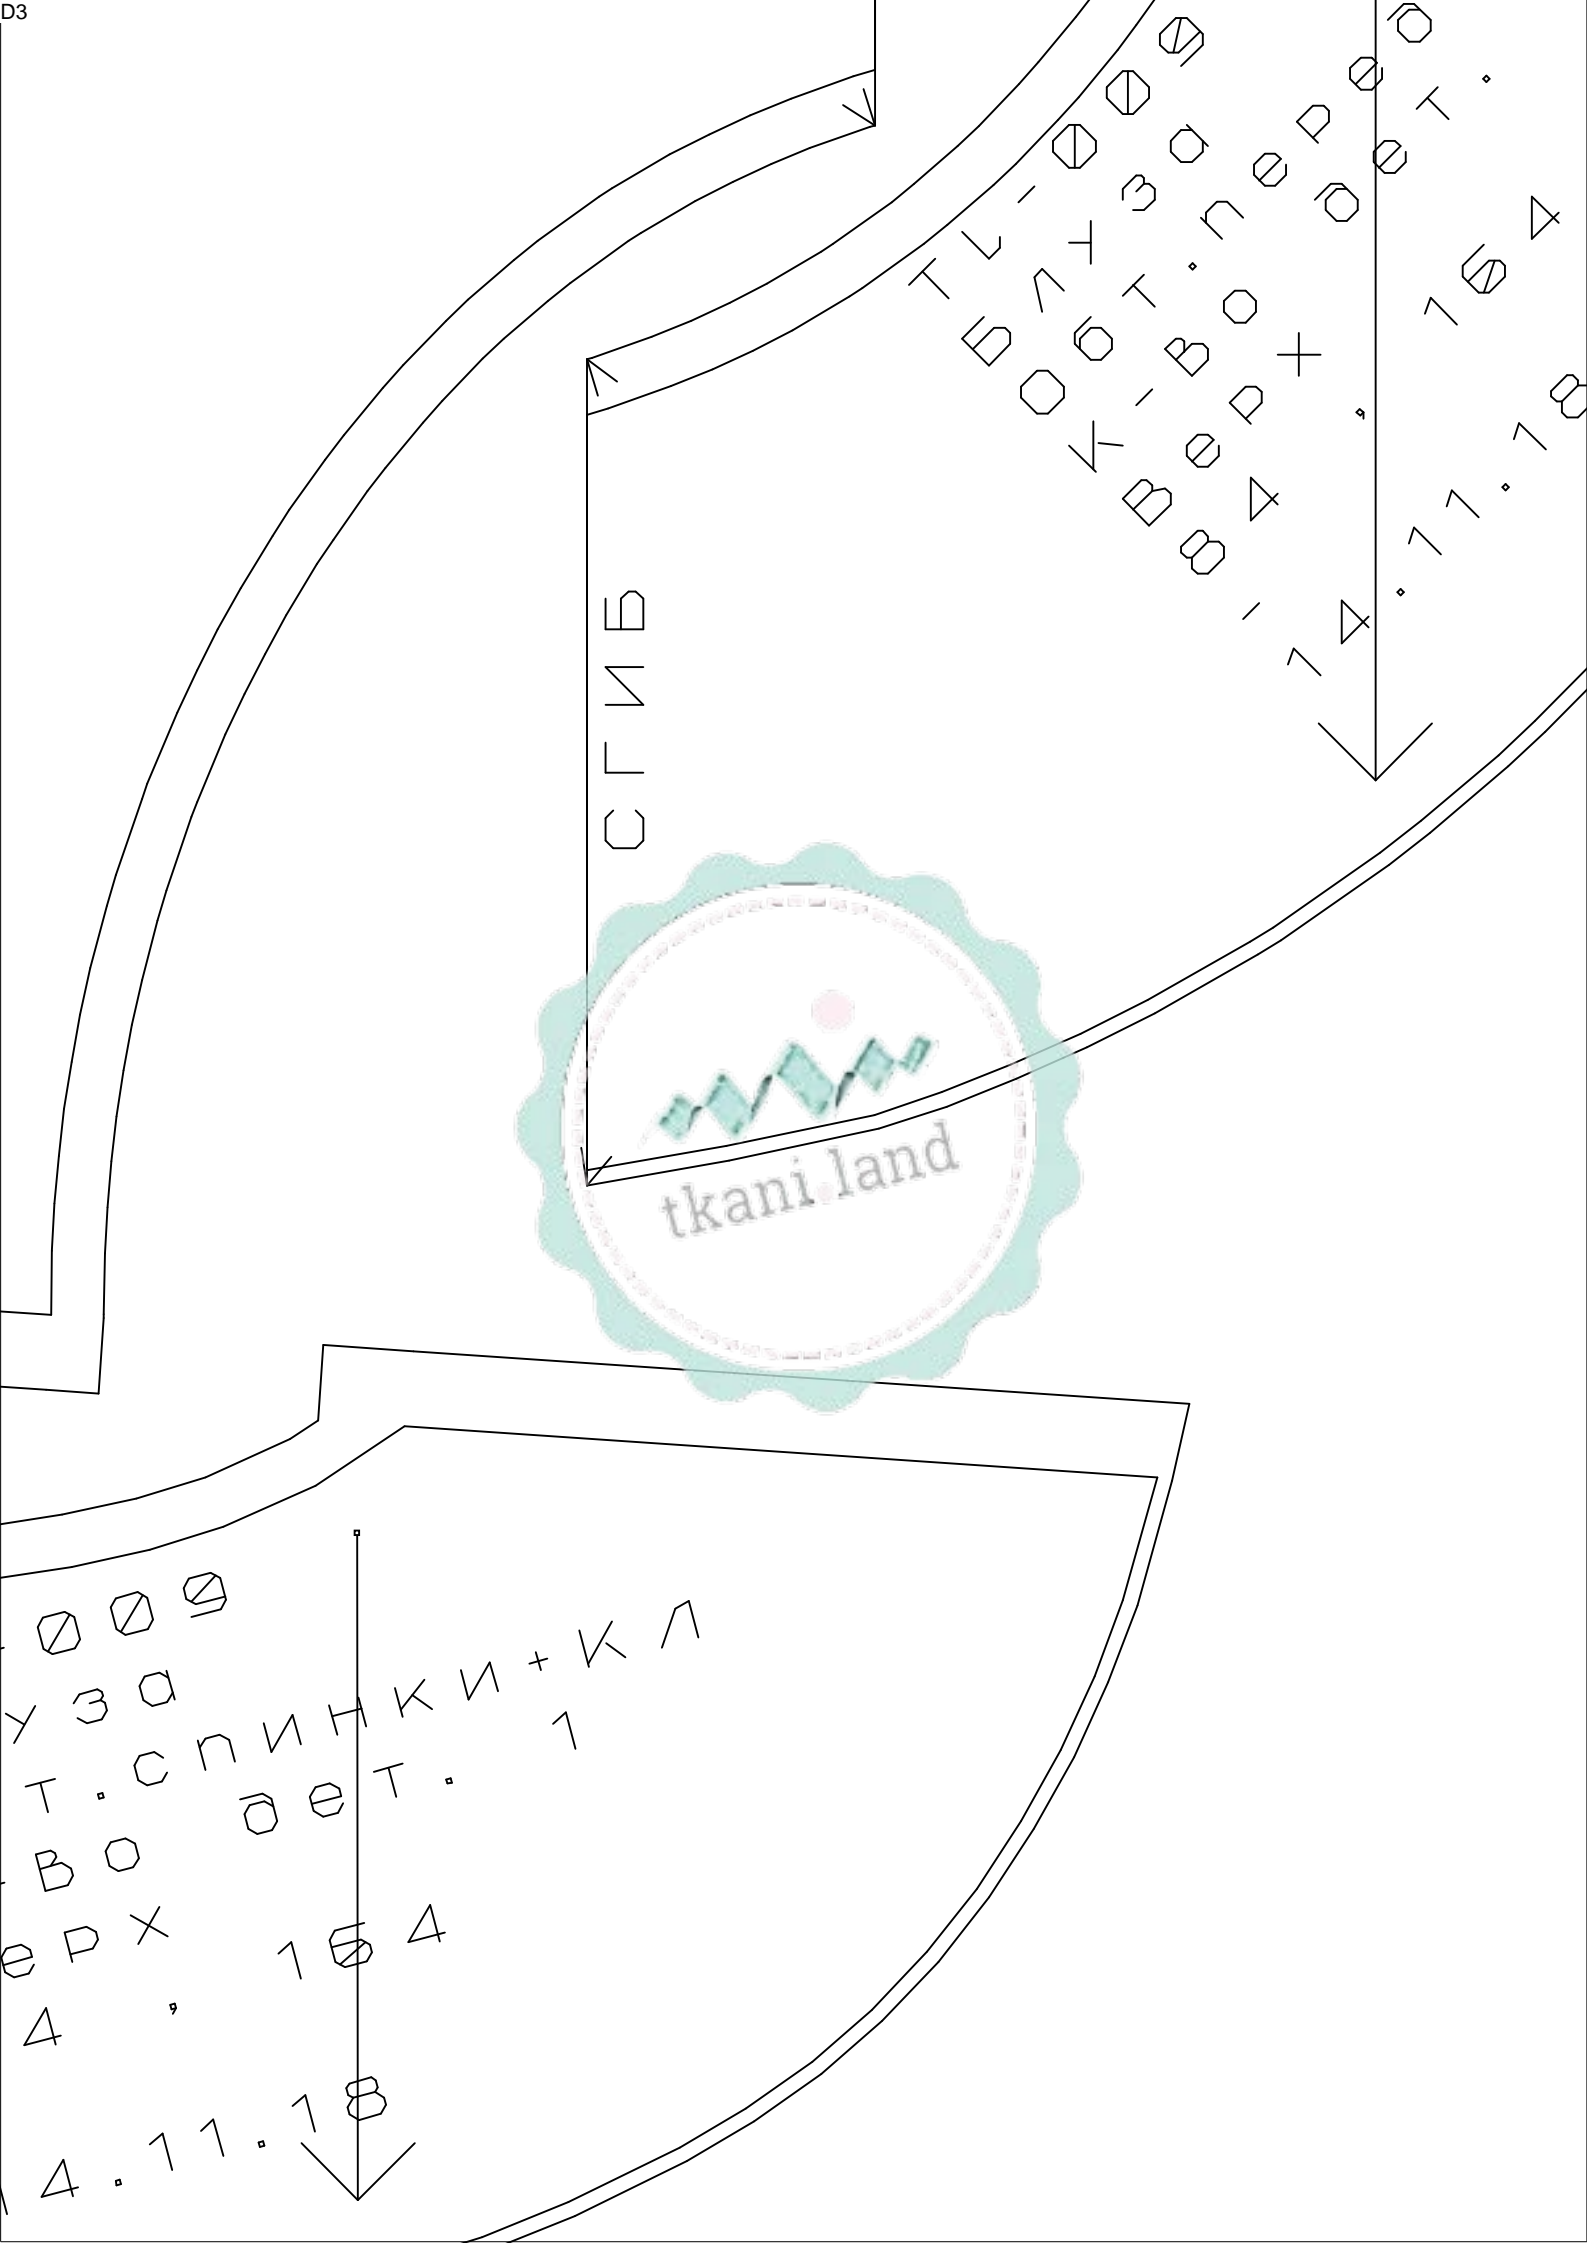 D3
TL-009
БЛУза
Обт.перед
К-во дет.
Верх
84 , 164
-14.11.18
СГИБ
tkani.land
009
уза
т.спинки+КЛ
-во дет. 1
ерх
4 , 164
14.11.18